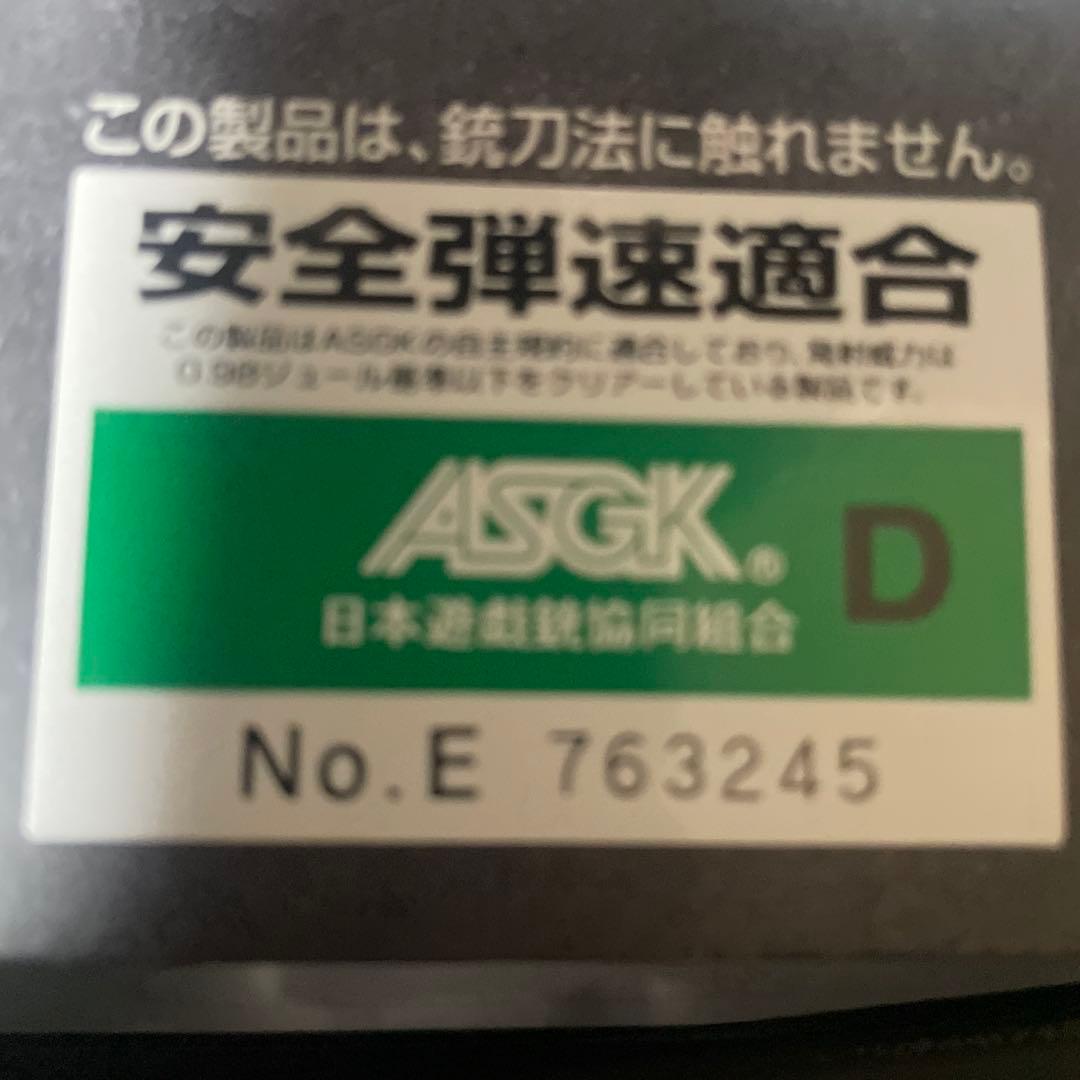 この製品は、銃刀法に触れません。
安全弾速適合
この製品はASGKの自主規約に適合しており、発射威力は
0.98ジュール基準以下をクリアーしている製品です。
ASGK®
D
日本遊戯銃協同組合
No.E 763245